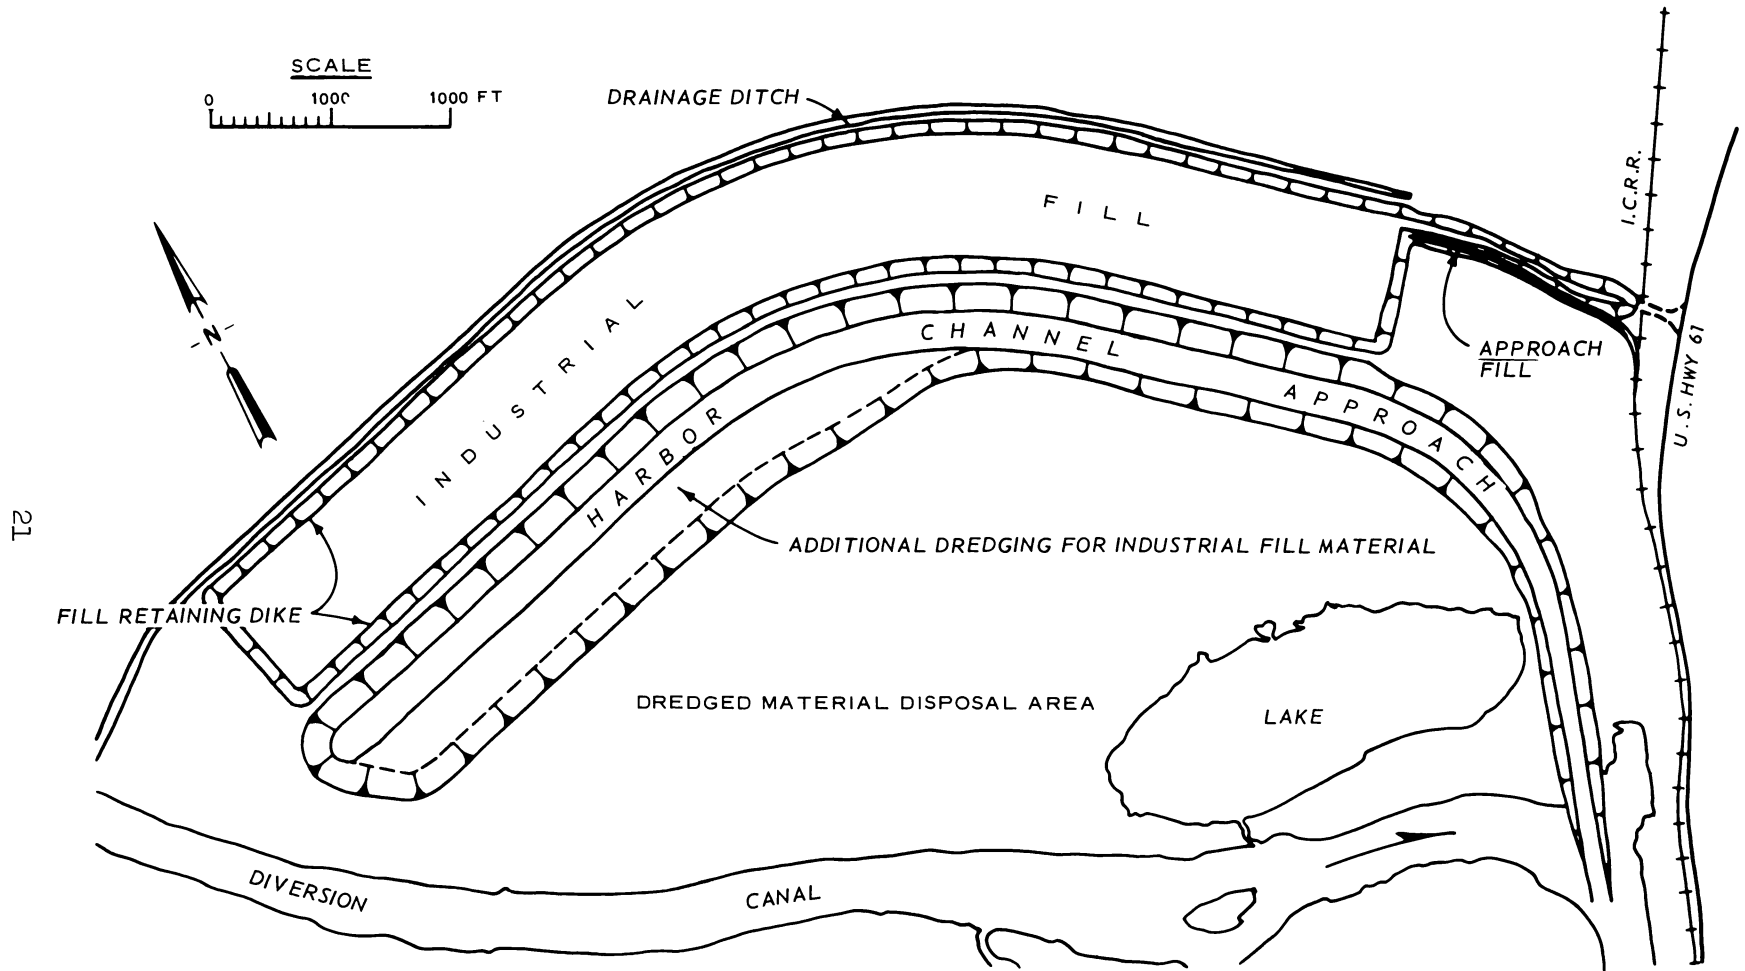 SCALE
0 1000 1000 FT
DRAINAGE DITCH
I.C.R.R.
FILL
N
INDUSTRIAL
CHANNEL
APPROACH
FILL
U.S. HWY 61
APPROACH
HARBOR
21
ADDITIONAL DREDGING FOR INDUSTRIAL FILL MATERIAL
FILL RETAINING DIKE
DREDGED MATERIAL DISPOSAL AREA
LAKE
DIVERSION CANAL